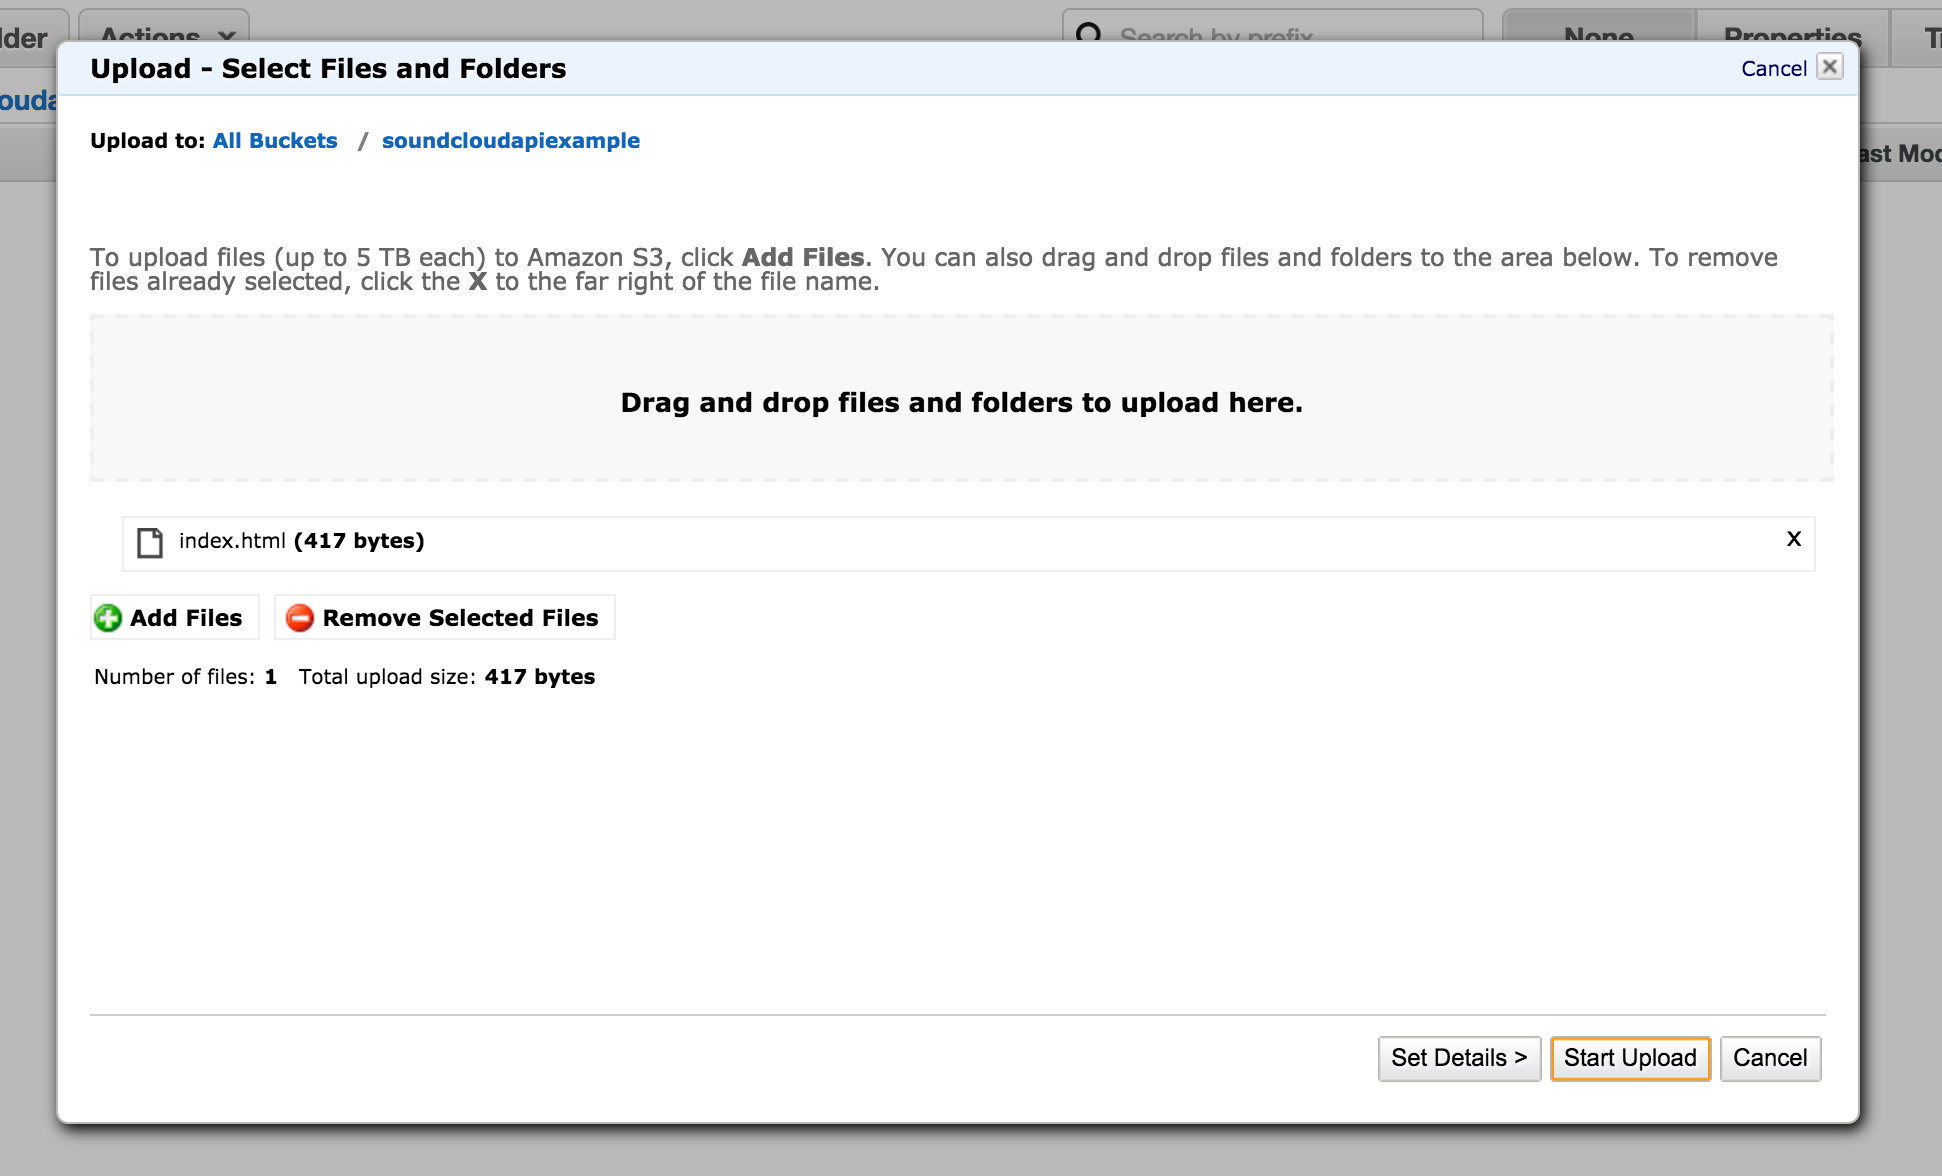 Actions
Search by prefix
None
Properties
Upload - Select Files and Folders
Cancel
Upload to: All Buckets / soundcloudapiexample
To upload files (up to 5 TB each) to Amazon S3, click Add Files. You can also drag and drop files and folders to the area below. To remove
files already selected, click the X to the far right of the file name.
Drag and drop files and folders to upload here.
index.html (417 bytes) X
Add Files Remove Selected Files
Number of files: 1 Total upload size: 417 bytes
Set Details > Start Upload Cancel